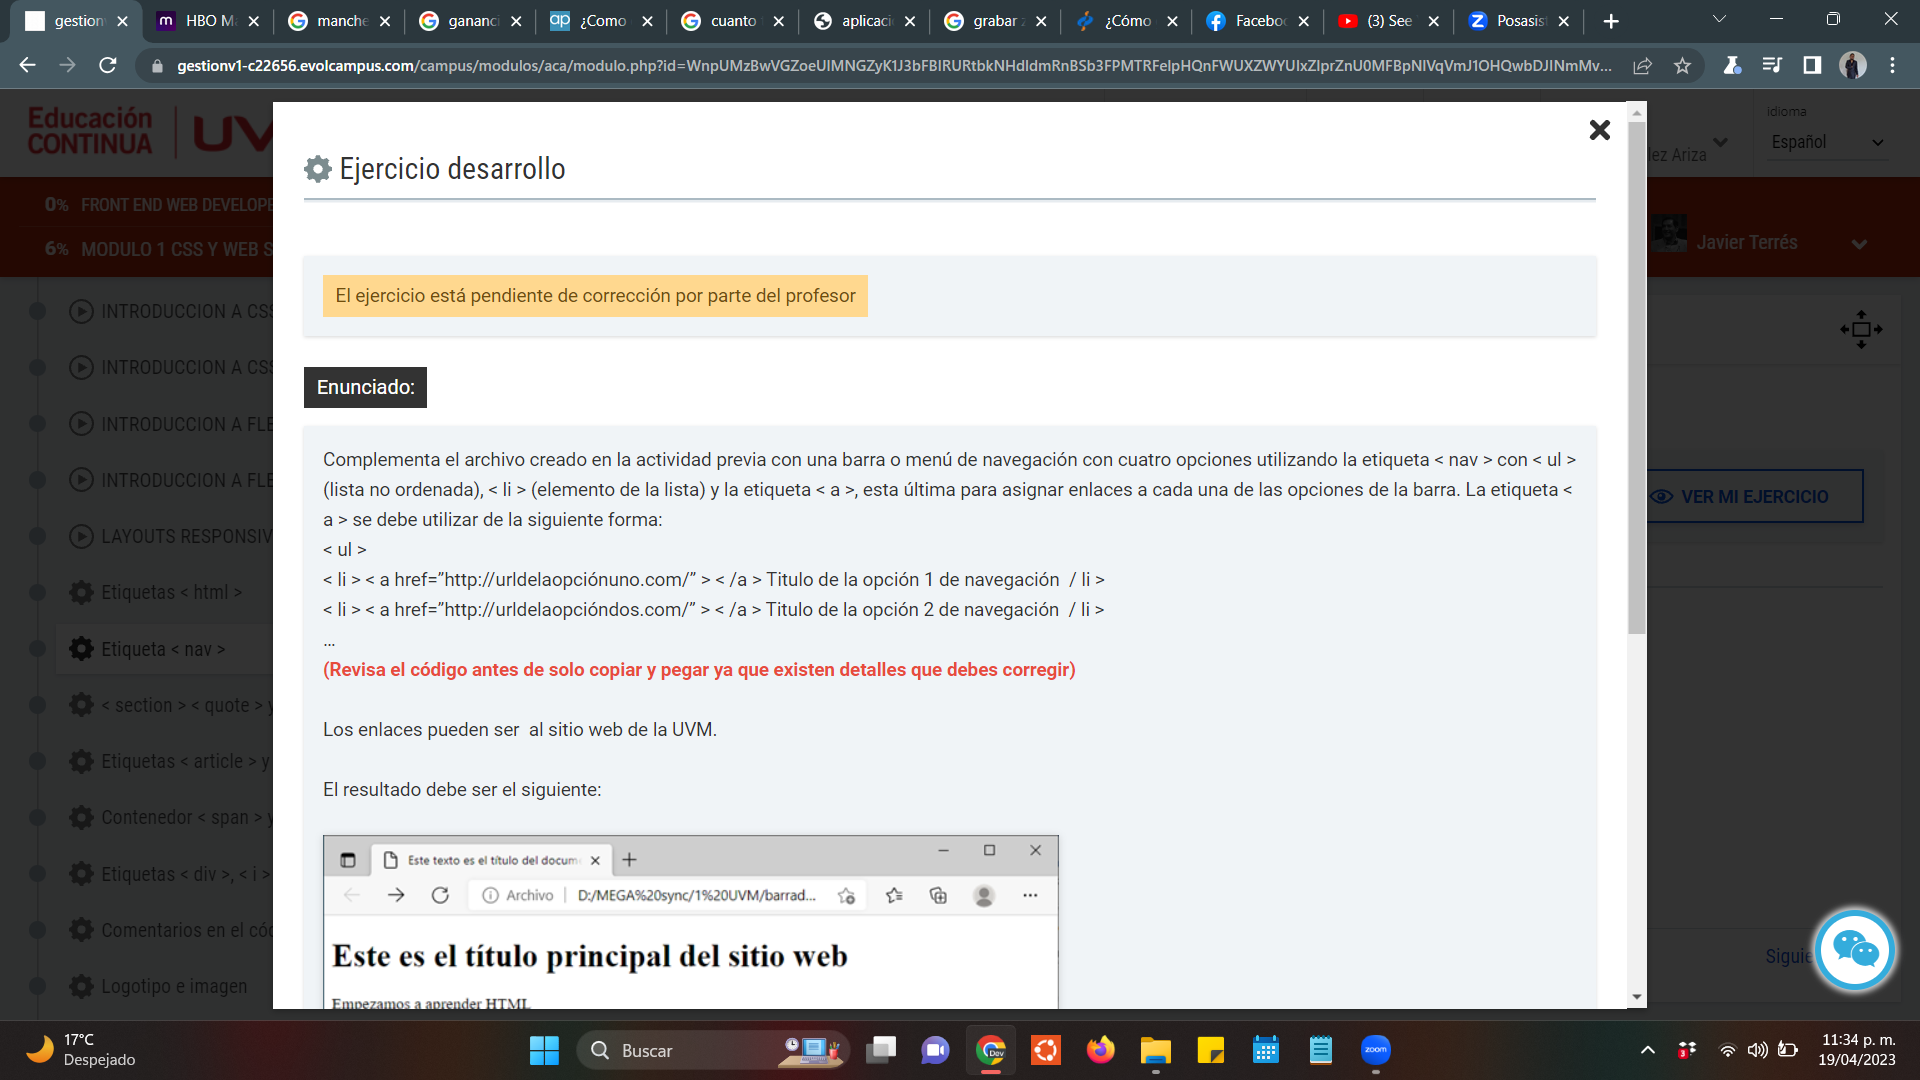 gestion
HBO M
manche
gananci
¿Como
cuanto
aplicaci
grabar
¿Cómo
Facebo
(3) See
Posasis
gestionv1-c22656.evolcampus.com/campus/modulos/aca/modulo.php?id=
Educación
CONTINUA
UV
idioma
Español
lez Ariza
0% FRONT END WEB DEVELOPE
6% MODULO 1 CSS Y WEB S
Javier Terrés
INTRODUCCION A CSS
INTRODUCCION A CSS
INTRODUCCION A FLE
INTRODUCCION A FLE
LAYOUTS RESPONSIV
Etiquetas < html >
Etiqueta < nav >
< section > < quote > y
Etiquetas < article > y
Contenedor < span > y
Etiquetas < div >, < i >
Comentarios en el cód
Logotipo e imagen
VER MI EJERCICIO
Siguie
Ejercicio desarrollo
El ejercicio está pendiente de corrección por parte del profesor
Enunciado:
Complementa el archivo creado en la actividad previa con una barra o menú de navegación con cuatro opciones utilizando la etiqueta < nav > con < ul >
(lista no ordenada), < li > (elemento de la lista) y la etiqueta < a >, esta última para asignar enlaces a cada una de las opciones de la barra. La etiqueta <
a > se debe utilizar de la siguiente forma:
< ul >
< li > < a href=”http://urldelaopciónuno.com/” > < /a > Titulo de la opción 1 de navegación / li >
< li > < a href=”http://urldelaopcióndos.com/” > < /a > Titulo de la opción 2 de navegación / li >
...
(Revisa el código antes de solo copiar y pegar ya que existen detalles que debes corregir)
Los enlaces pueden ser al sitio web de la UVM.
El resultado debe ser el siguiente:
Este texto es el título del docum
Archivo | D:/MEGA%20sync/1%20UVM/barrad...
Este es el título principal del sitio web
Empezamos a aprender HTML
17°C
Despejado
Buscar
Dev
zoom
3
11:34 p. m.
19/04/2023